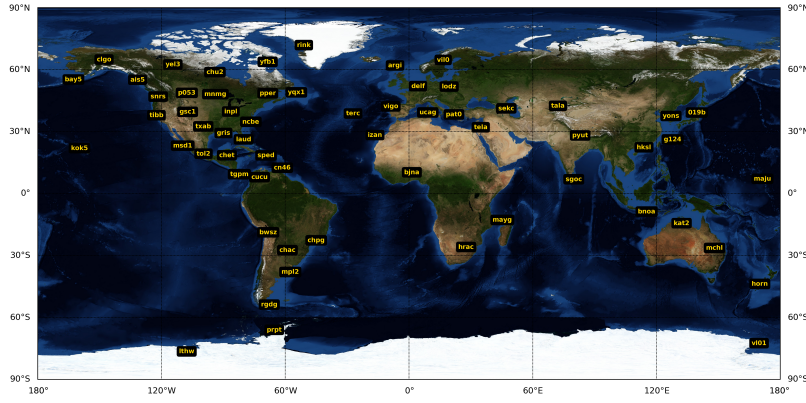 90°N 90°N
rink
clgo yel3 yfb1 argi vil0
60°N chu2 60°N
bay5 ais5 delf lodz
snrs p053 mnmg pper yqx1
gsc1 inpl vigo ucag pat0 sekc tala 019b
tibb terc yons
txab ncbe tela
30°N gris laud izan pyut g124 30°N
kok5 msd1 tol2 chet sped hksl
cn46
tgpm cucu bjna sgoc maju
0° 0°
bnoa
mayg kat2
bwsz chpg
hrac mchl
30°S chac 30°S
mpl2 horn
rgdg
60°S 60°S
prpt
lthw vl01
90°S 90°S
180° 120°W 60°W 0° 60°E 120°E 180°